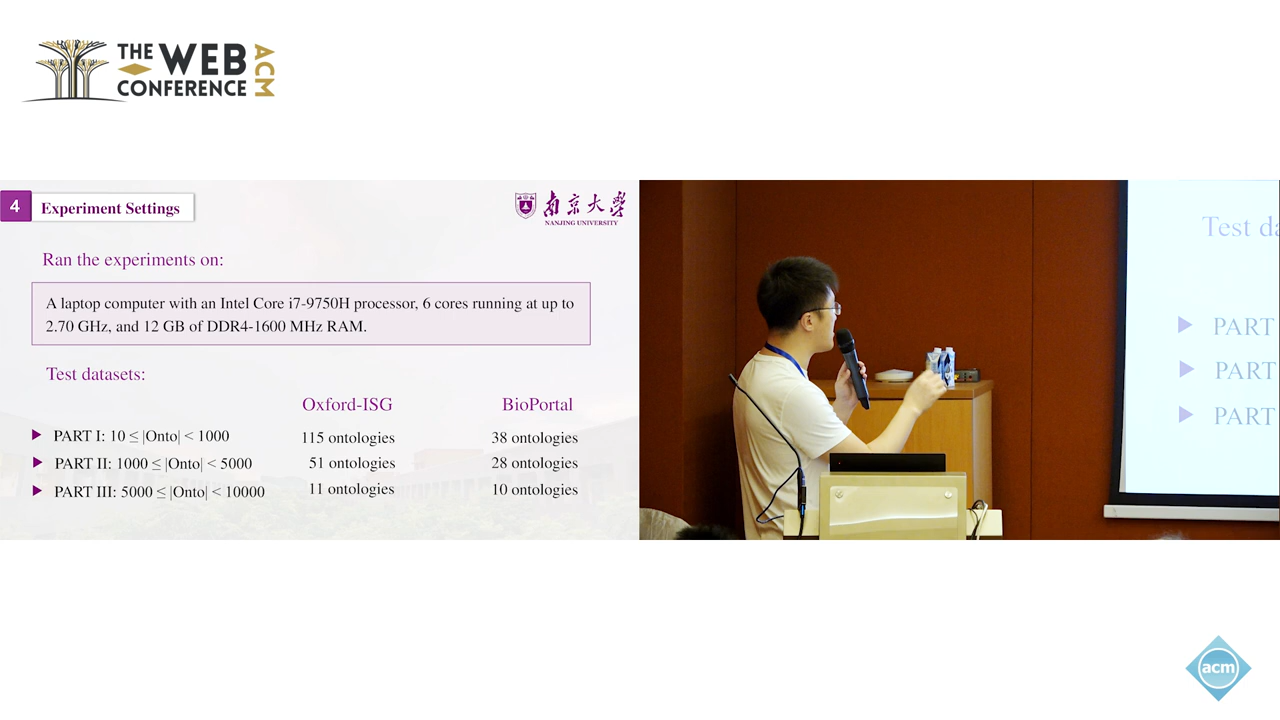 THE WEB
CONFERENCE
ACM
4
Experiment Settings
南京大学
NANJING UNIVERSITY
Ran the experiments on:
A laptop computer with an Intel Core i7-9750H processor, 6 cores running at up to
2.70 GHz, and 12 GB of DDR4-1600 MHz RAM.
Test datasets:
Oxford-ISG BioPortal
PART I: 10 ≤ |Onto| < 1000 115 ontologies 38 ontologies
PART II: 1000 ≤ |Onto| < 5000 51 ontologies 28 ontologies
PART III: 5000 ≤ |Onto| < 10000 11 ontologies 10 ontologies
Test da
PART
PART
PART
acm